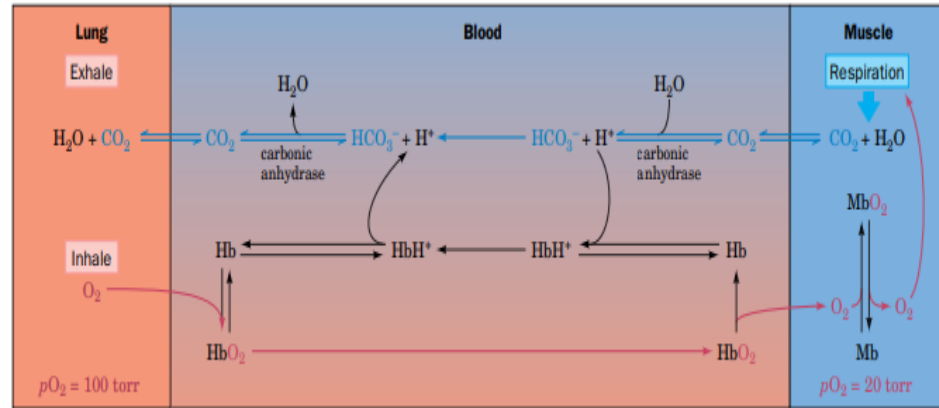 Lung Blood Muscle
Exhale Respiration
H₂O H₂O
H₂O + CO₂ CO₂ HCO₃⁻ + H⁺ HCO₃⁻ + H⁺ CO₂ CO₂ + H₂O
carbonic carbonic
anhydrase anhydrase
MbO₂
Hb HbH⁺ HbH⁺ Hb
Inhale
O₂ O₂ O₂
HbO₂ HbO₂ Mb
pO₂ = 100 torr pO₂ = 20 torr